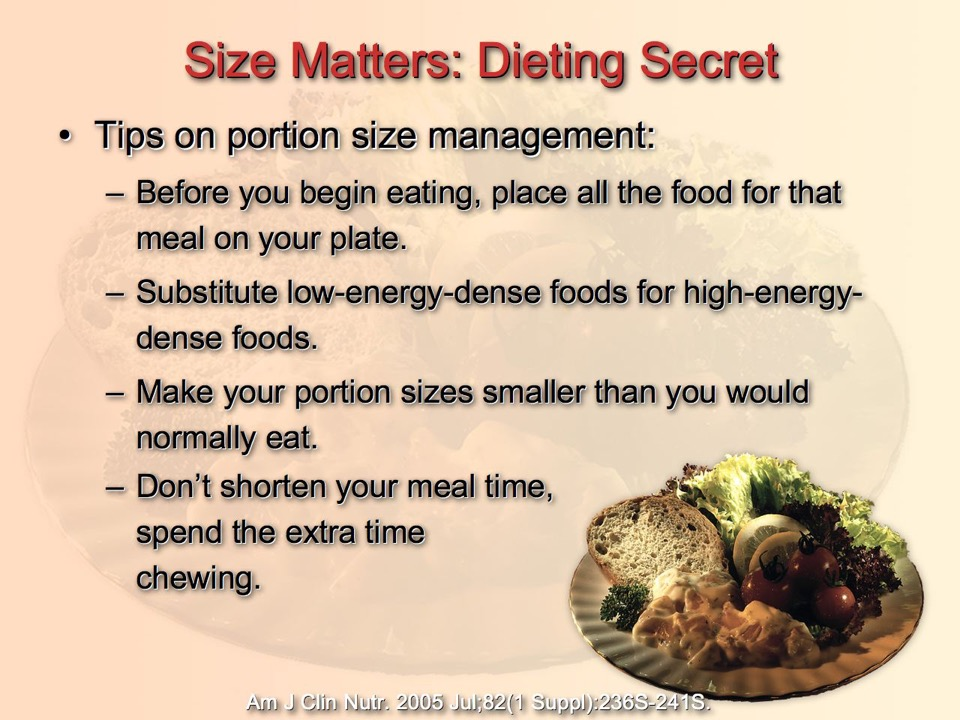 Size Matters: Dieting Secret
• Tips on portion size management:
– Before you begin eating, place all the food for that
meal on your plate.
– Substitute low-energy-dense foods for high-energy-
dense foods.
– Make your portion sizes smaller than you would
normally eat.
– Don’t shorten your meal time,
spend the extra time
chewing.
Am J Clin Nutr. 2005 Jul;82(1 Suppl):236S-241S.